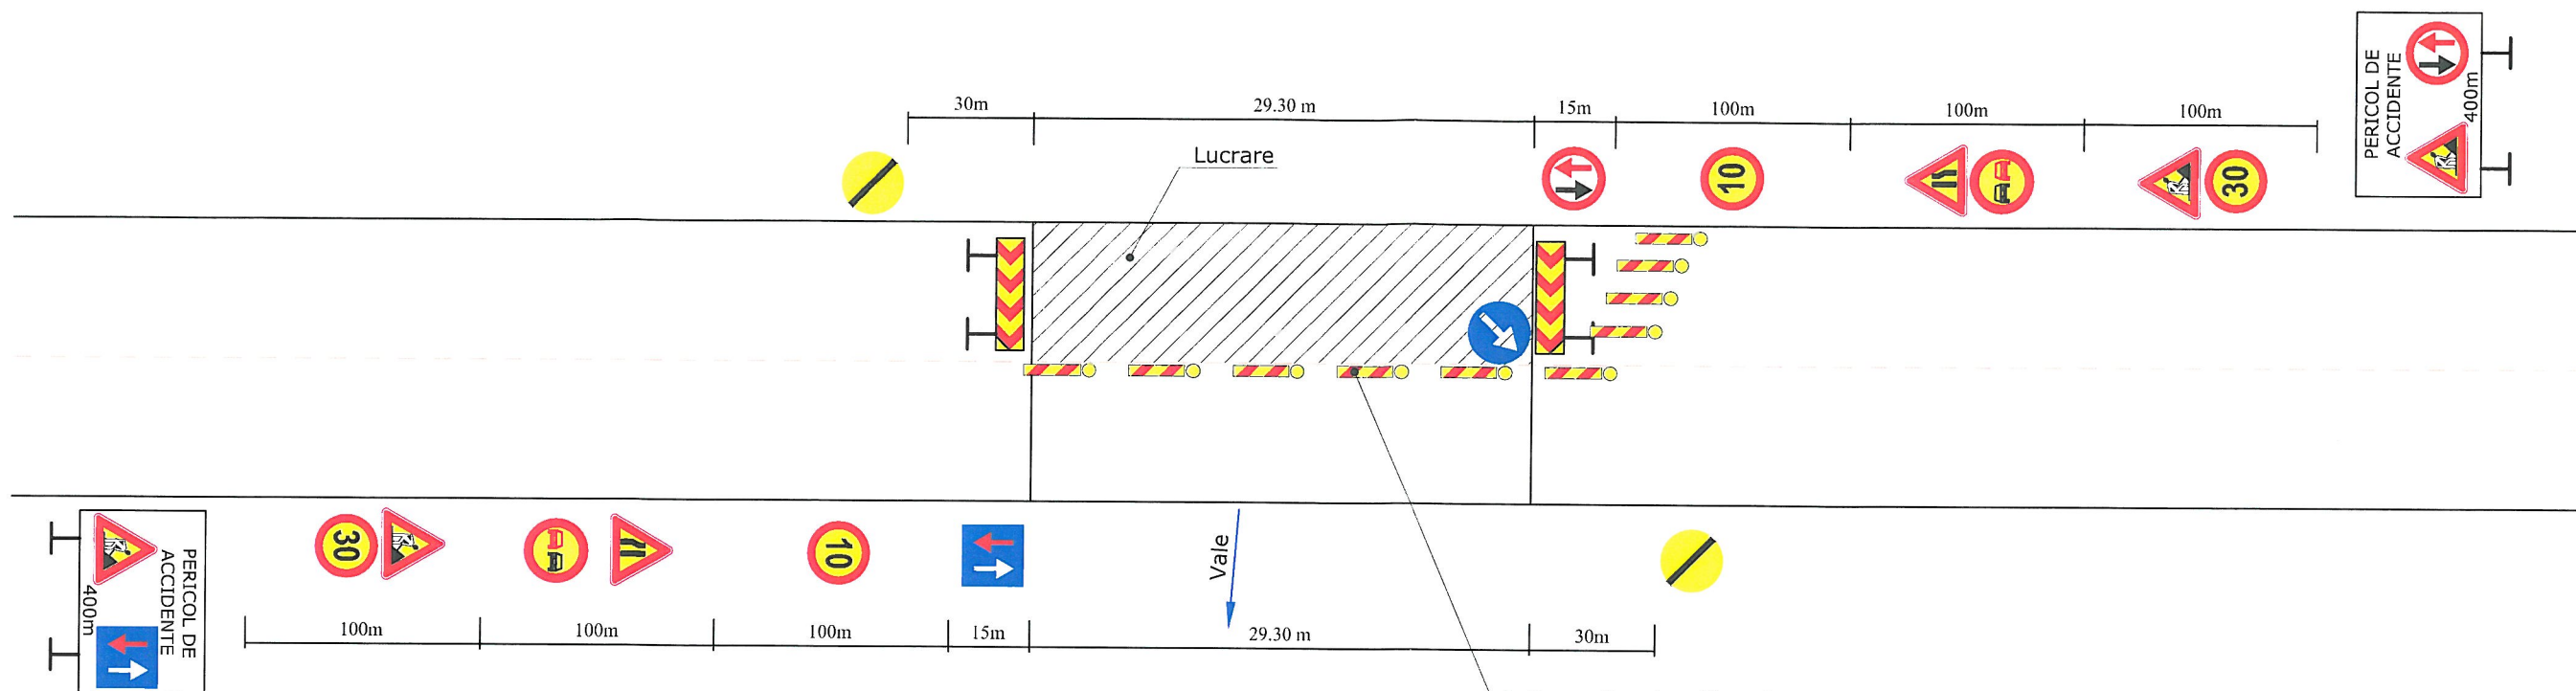 30m
29.30 m
15m
100m
100m
100m
PERICOL DE
ACCIDENTE
400m
Lucrare
10
30
30
10
Vale
PERICOL DE
ACCIDENTE
400m
100m
100m
100m
15m
29.30 m
30m